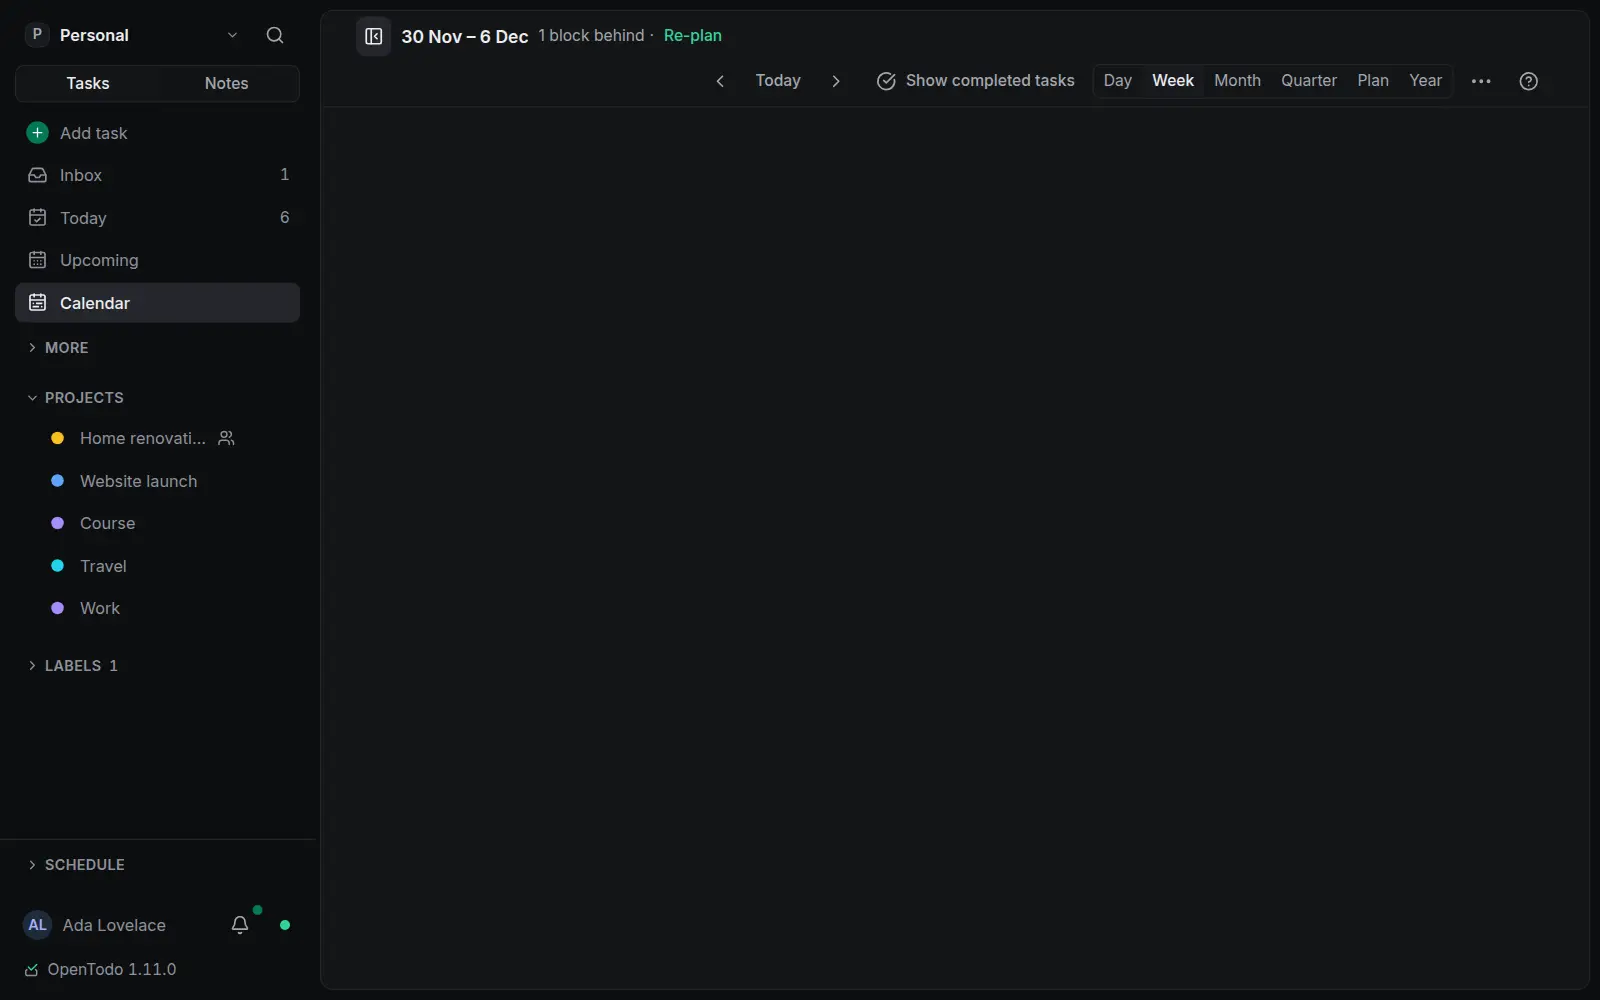 P Personal
Tasks Notes
Add task
Inbox 1
Today 6
Upcoming
Calendar
MORE
PROJECTS
Home renovati...
Website launch
Course
Travel
Work
LABELS 1
SCHEDULE
AL Ada Lovelace
OpenTodo 1.11.0
30 Nov – 6 Dec 1 block behind · Re-plan
Today Show completed tasks Day Week Month Quarter Plan Year